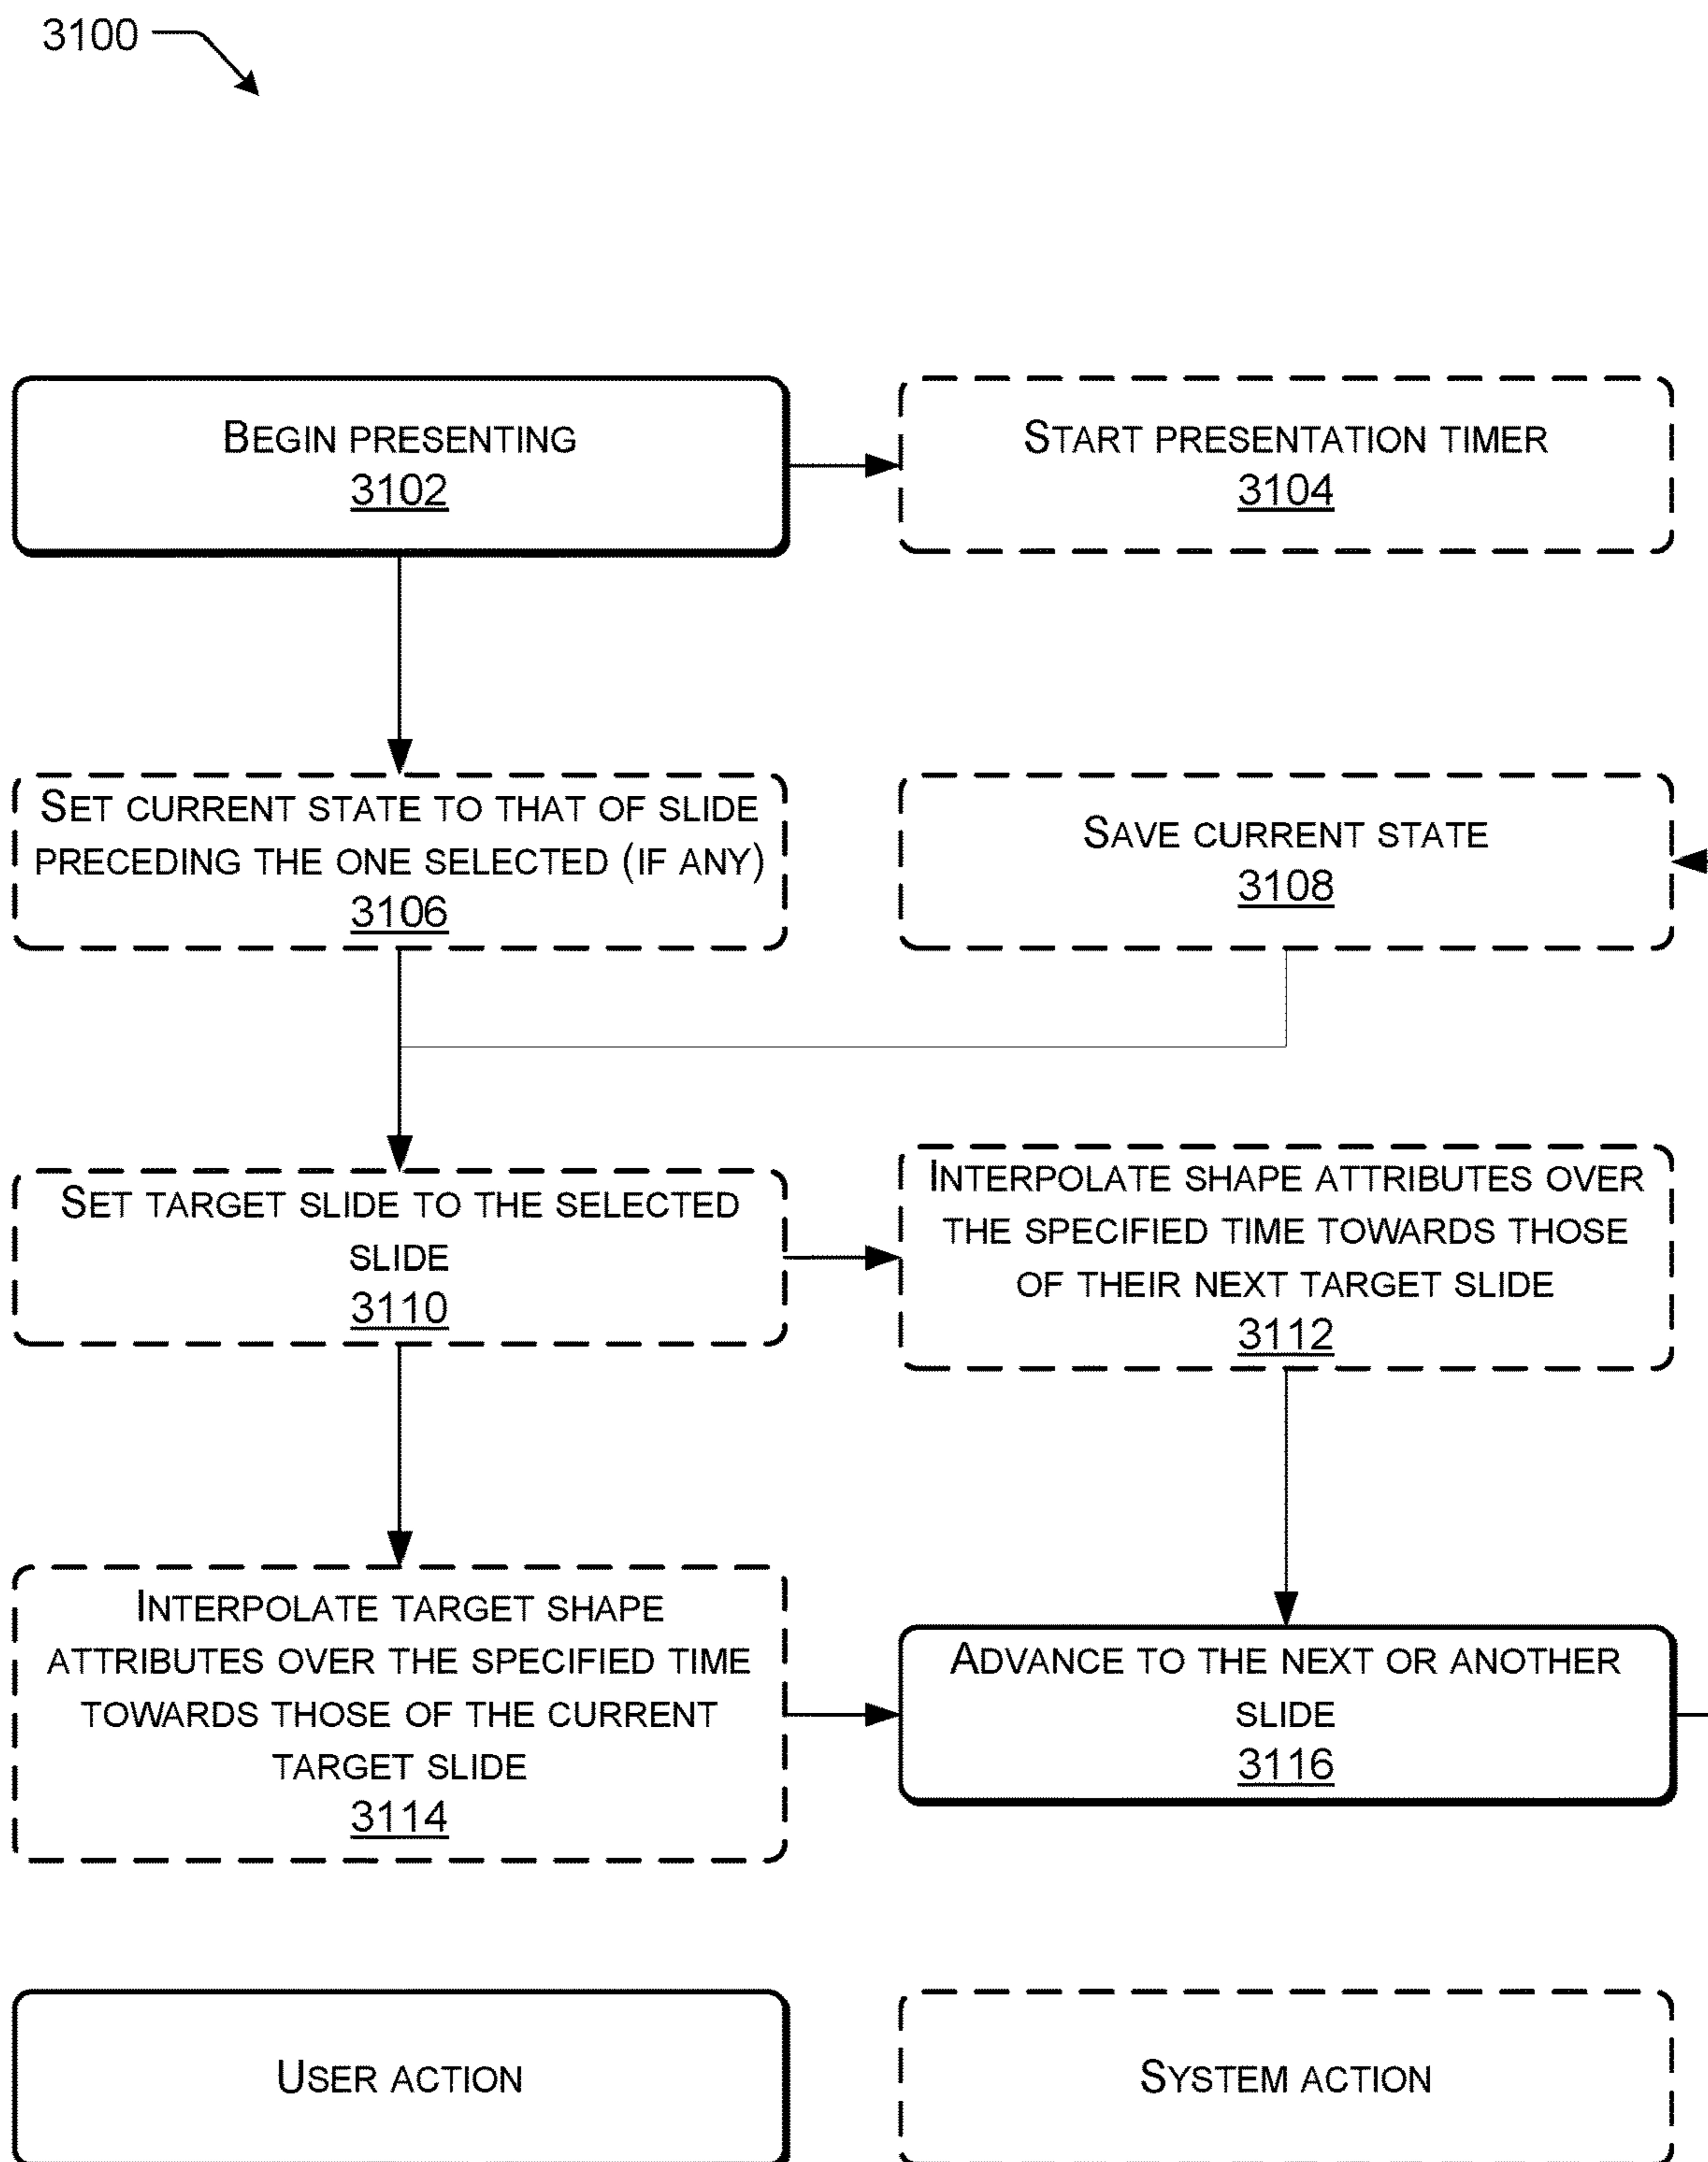 3100
BEGIN PRESENTING
3102
START PRESENTATION TIMER
3104
SET CURRENT STATE TO THAT OF SLIDE
PRECEDING THE ONE SELECTED (IF ANY)
3106
SAVE CURRENT STATE
3108
SET TARGET SLIDE TO THE SELECTED
SLIDE
3110
INTERPOLATE SHAPE ATTRIBUTES OVER
THE SPECIFIED TIME TOWARDS THOSE
OF THEIR NEXT TARGET SLIDE
3112
INTERPOLATE TARGET SHAPE
ATTRIBUTES OVER THE SPECIFIED TIME
TOWARDS THOSE OF THE CURRENT
TARGET SLIDE
3114
ADVANCE TO THE NEXT OR ANOTHER
SLIDE
3116
USER ACTION
SYSTEM ACTION